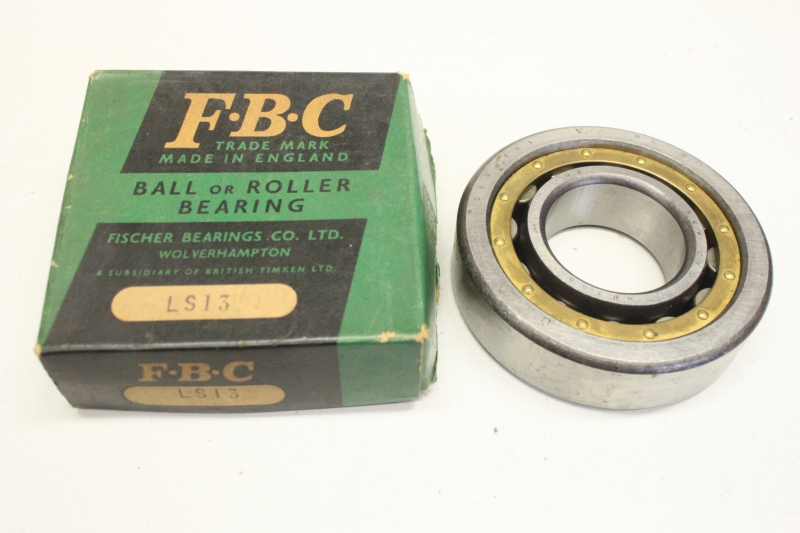 F·B·C
TRADE MARK
MADE IN ENGLAND
BALL OR ROLLER
BEARING
FISCHER BEARINGS CO. LTD.
WOLVERHAMPTON
A SUBSIDIARY OF BRITISH TIMKEN LTD.
LS13
F·B·C
LS13